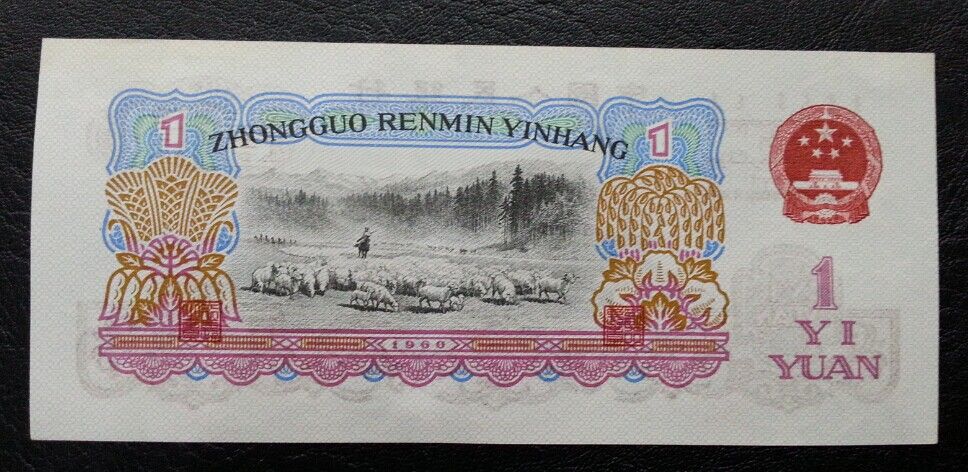 1
ZHONGGUO RENMIN YINHANG
1
1960
1
YI
YUAN